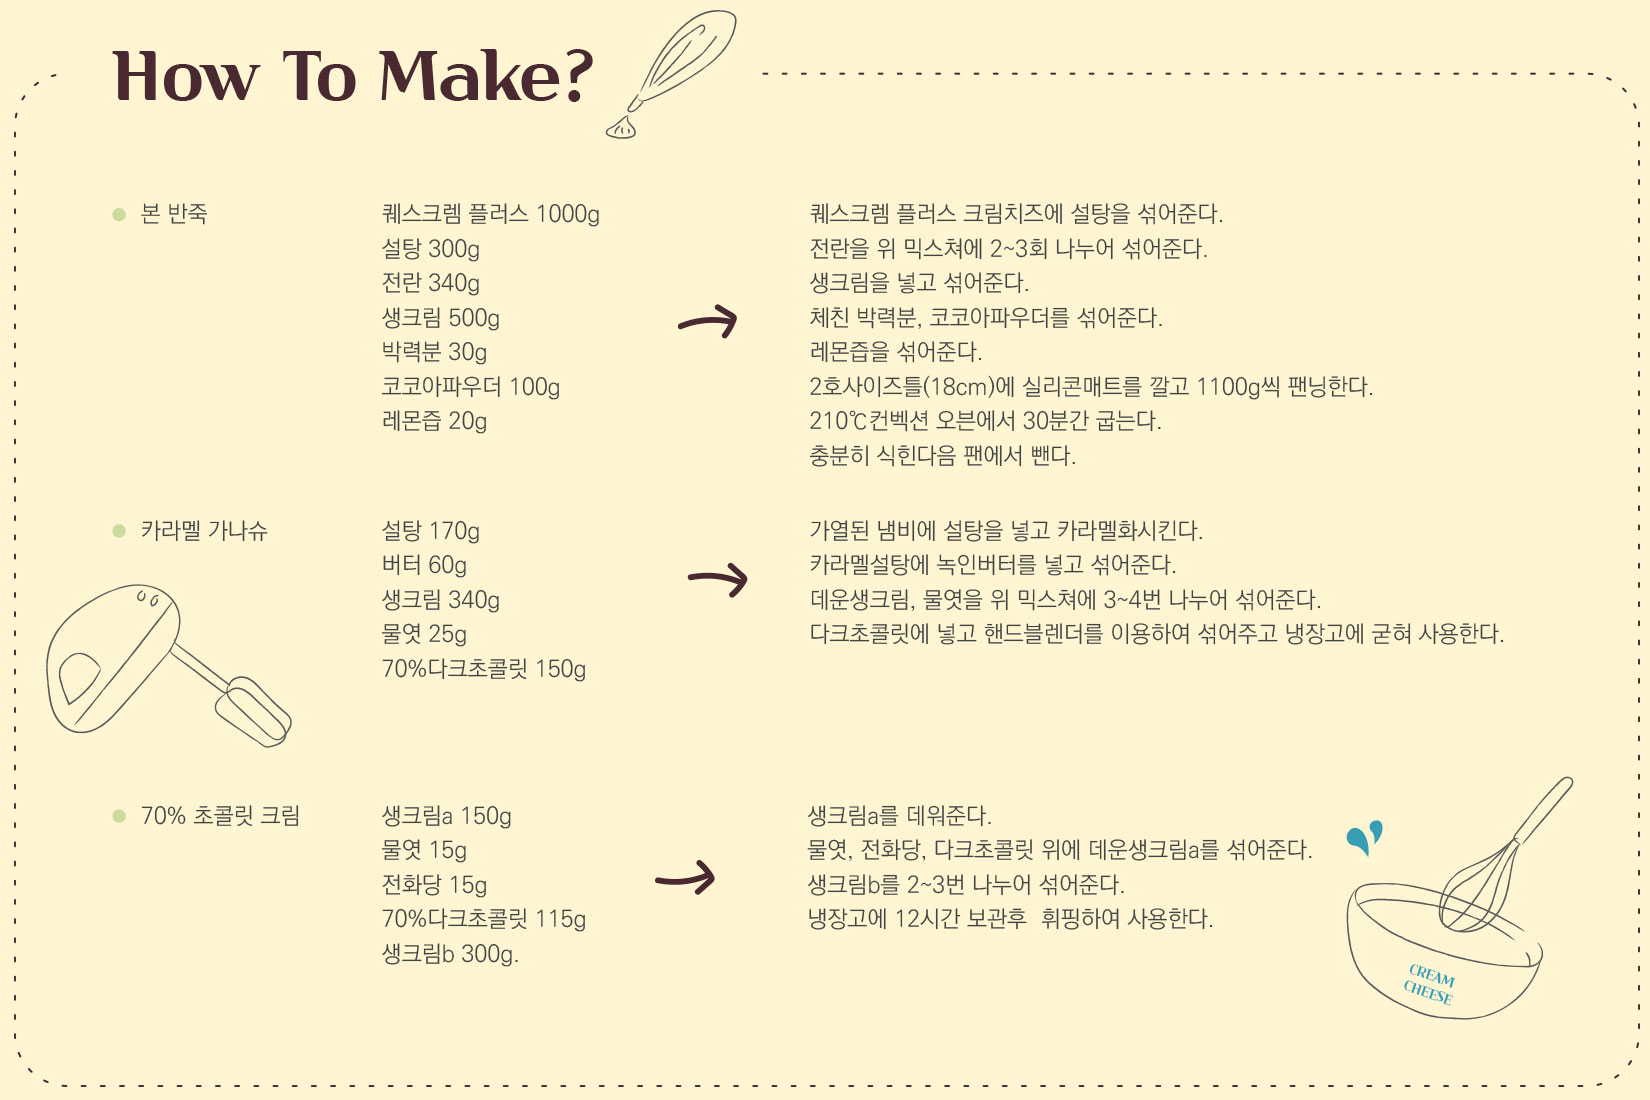 How To Make?
본 반죽
퀘스크렘 플러스 1000g
설탕 300g
전란 340g
생크림 500g
박력분 30g
코코아파우더 100g
레몬즙 20g
퀘스크렘 플러스 크림치즈에 설탕을 섞어준다.
전란을 위 믹스쳐에 2~3회 나누어 섞어준다.
생크림을 넣고 섞어준다.
체친 박력분, 코코아파우더를 섞어준다.
레몬즙을 섞어준다.
2호사이즈틀(18cm)에 실리콘매트를 깔고 1100g씩 팬닝한다.
210℃컨벡션 오븐에서 30분간 굽는다.
충분히 식힌다음 팬에서 뺀다.
카라멜 가나슈
설탕 170g
버터 60g
생크림 340g
물엿 25g
70%다크초콜릿 150g
가열된 냄비에 설탕을 넣고 카라멜화시킨다.
카라멜설탕에 녹인버터를 넣고 섞어준다.
데운생크림, 물엿을 위 믹스쳐에 3~4번 나누어 섞어준다.
다크초콜릿에 넣고 핸드블렌더를 이용하여 섞어주고 냉장고에 굳혀 사용한다.
70% 초콜릿 크림
생크림a 150g
물엿 15g
전화당 15g
70%다크초콜릿 115g
생크림b 300g.
생크림a를 데워준다.
물엿, 전화당, 다크초콜릿 위에 데운생크림a를 섞어준다.
생크림b를 2~3번 나누어 섞어준다.
냉장고에 12시간 보관후  휘핑하여 사용한다.
CREAM
CHEESE